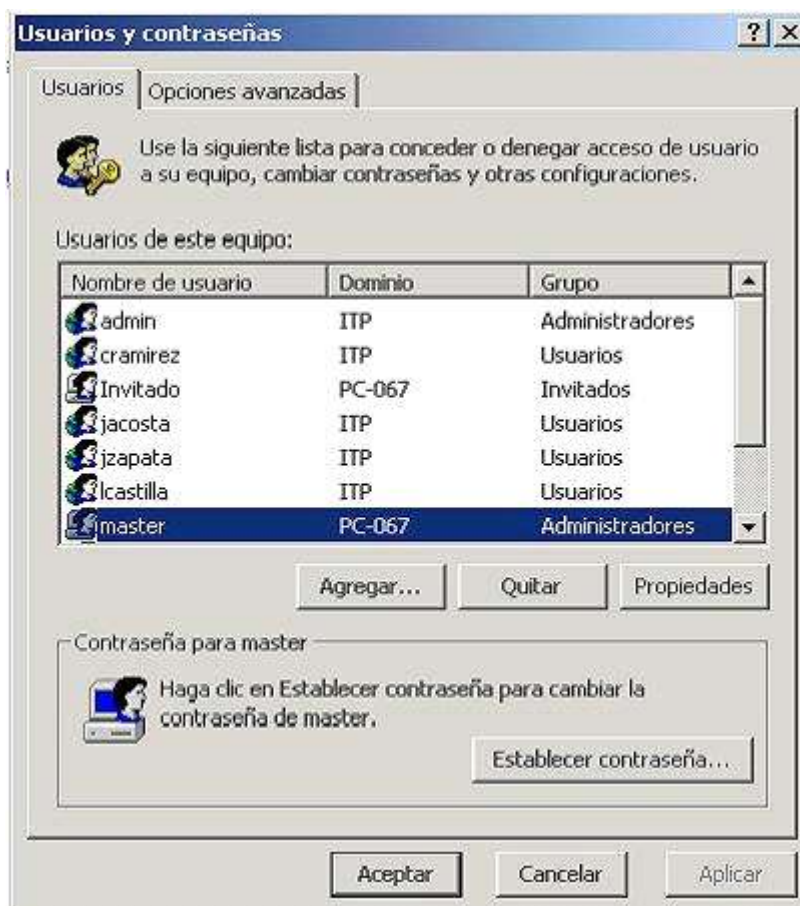 Usuarios y contraseñas
Usuarios Opciones avanzadas
Use la siguiente lista para conceder o denegar acceso de usuario
a su equipo, cambiar contraseñas y otras configuraciones.
Usuarios de este equipo:
Nombre de usuario Dominio Grupo
admin ITP Administradores
cramirez ITP Usuarios
Invitado PC-067 Invitados
jacosta ITP Usuarios
jzapata ITP Usuarios
lcastilla ITP Usuarios
master PC-067 Administradores
Agregar... Quitar Propiedades
Contraseña para master
Haga clic en Establecer contraseña para cambiar la
contraseña de master.
Establecer contraseña...
Aceptar Cancelar Aplicar